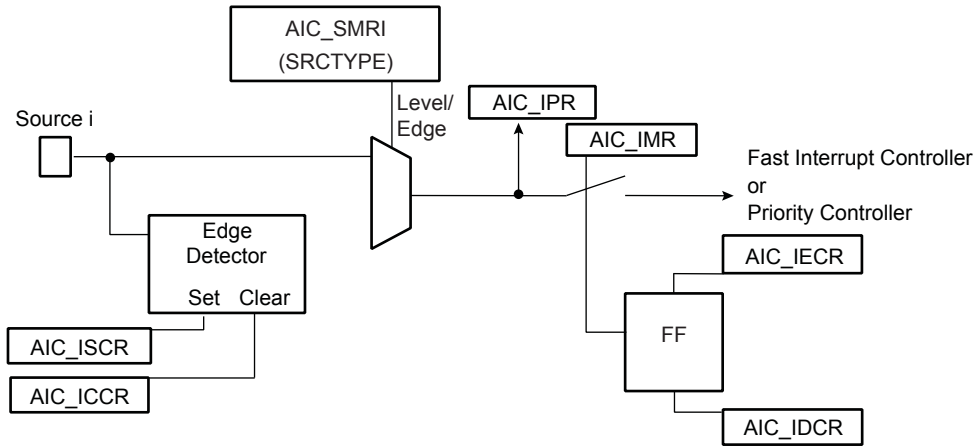 AIC_SMRI
(SRCTYPE)
Source i
Level/
Edge
AIC_IPR
AIC_IMR
Fast Interrupt Controller
or
Priority Controller
Edge
Detector
Set Clear
AIC_IECR
FF
AIC_ISCR
AIC_ICCR
AIC_IDCR